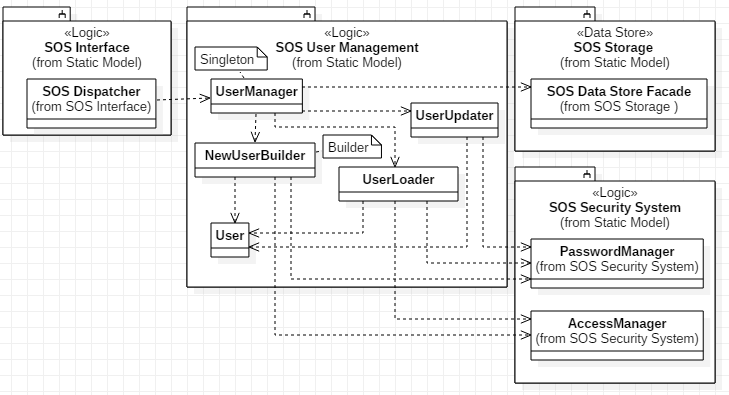 «Logic»
SOS Interface
(from Static Model)
SOS Dispatcher
(from SOS Interface)
«Logic»
SOS User Management
(from Static Model)
Singleton
UserManager
UserUpdater
NewUserBuilder
Builder
UserLoader
User
«Data Store»
SOS Storage
(from Static Model)
SOS Data Store Facade
(from SOS Storage )
«Logic»
SOS Security System
(from Static Model)
PasswordManager
(from SOS Security System)
AccessManager
(from SOS Security System)